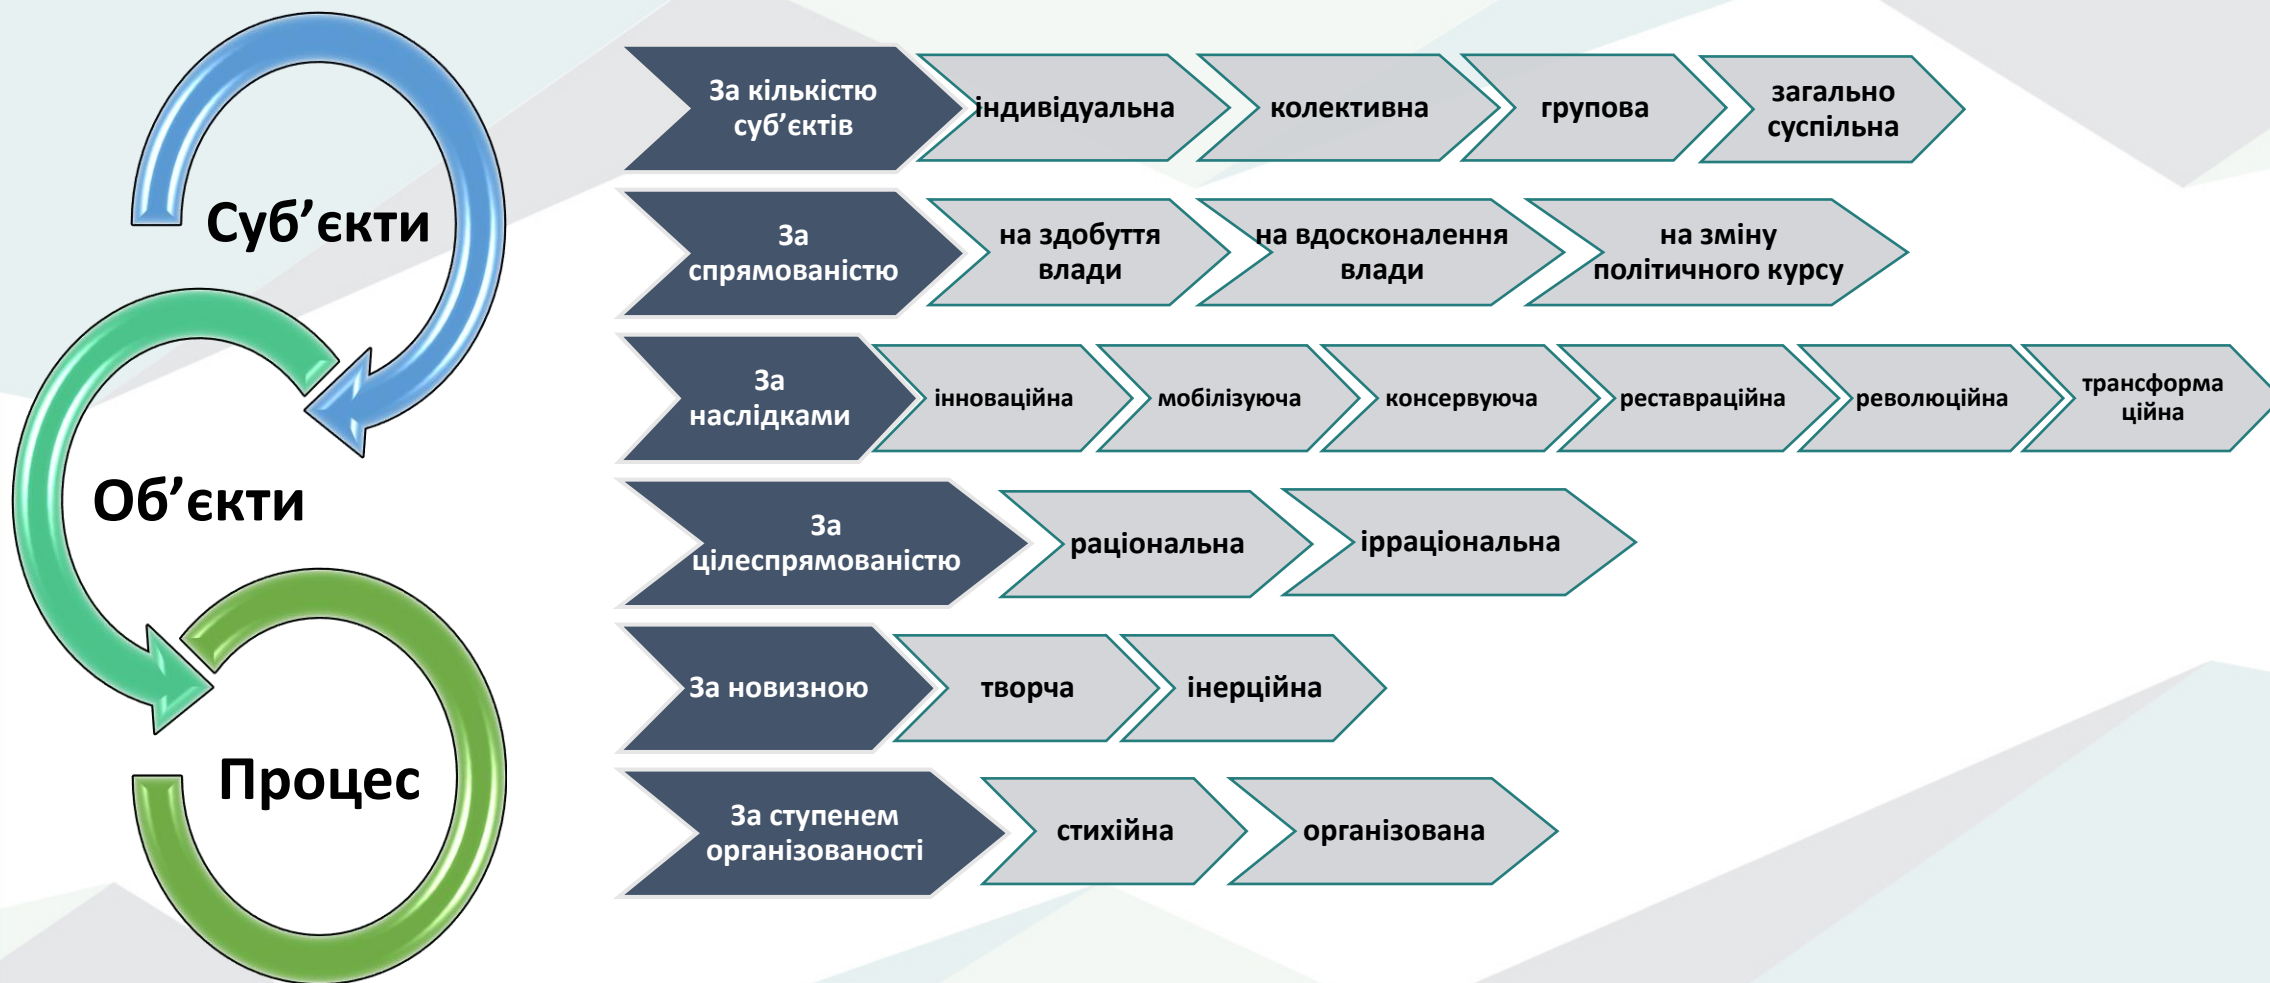 Суб’єкти
Об’єкти
Процес
За кількістю
суб’єктів
індивідуальна
колективна
групова
загально
суспільна
За
спрямованістю
на здобуття
влади
на вдосконалення
влади
на зміну
політичного курсу
За
наслідками
інноваційна
мобілізуюча
консервуюча
реставраційна
революційна
трансформа
ційна
За
цілеспрямованістю
раціональна
ірраціональна
За новизною
творча
інерційна
За ступенем
організованості
стихійна
організована